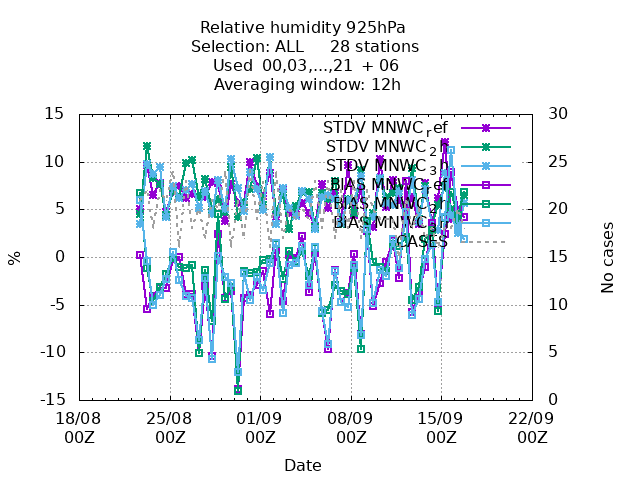 Relative humidity 925hPa
Selection: ALL 28 stations
Used 00,03,...,21 + 06
Averaging window: 12h
15
10
5
0
-5
-10
-15
%
30
25
20
15
10
5
0
No cases
STDV MNWC_ref
STDV MNWC_2
STDV MNWC_3
BIAS MNWC_ref
BIAS MNWC_2
BIAS MNWC_3
CASES
18/08 25/08 01/09 08/09 15/09 22/09
00Z 00Z 00Z 00Z 00Z 00Z
Date